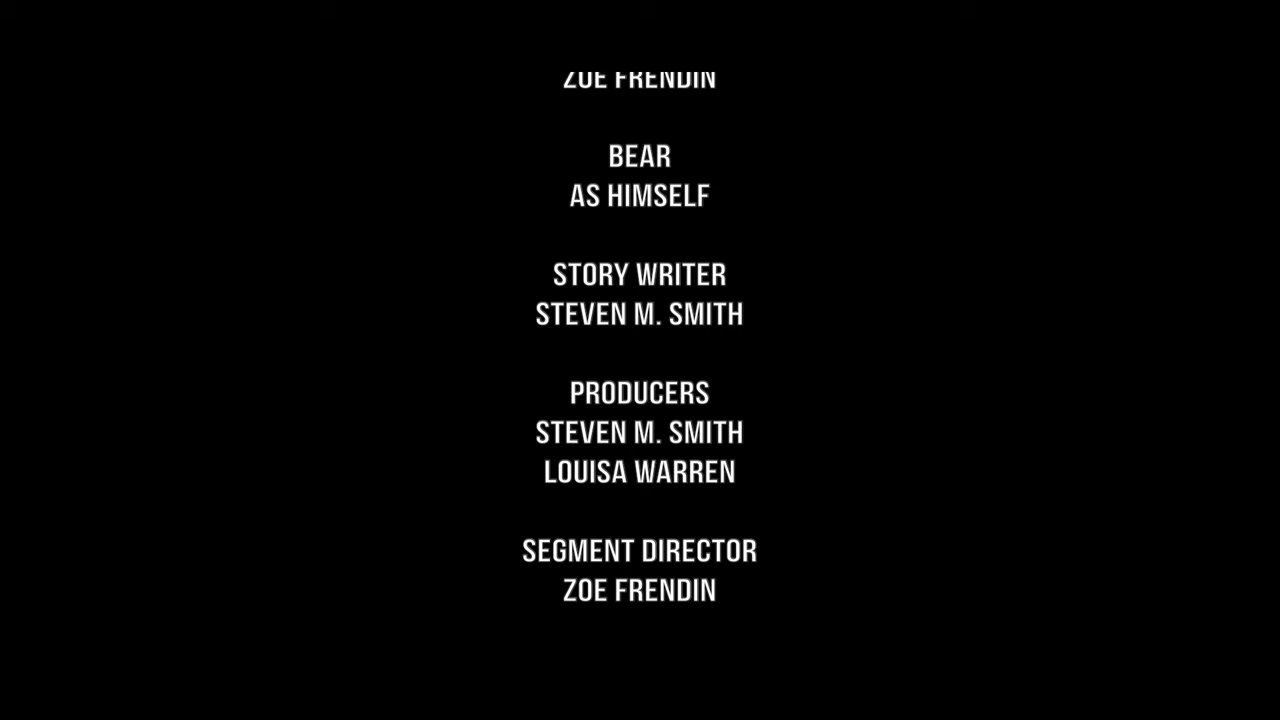 ZOE FRENDIN
BEAR
AS HIMSELF
STORY WRITER
STEVEN M. SMITH
PRODUCERS
STEVEN M. SMITH
LOUISA WARREN
SEGMENT DIRECTOR
ZOE FRENDIN